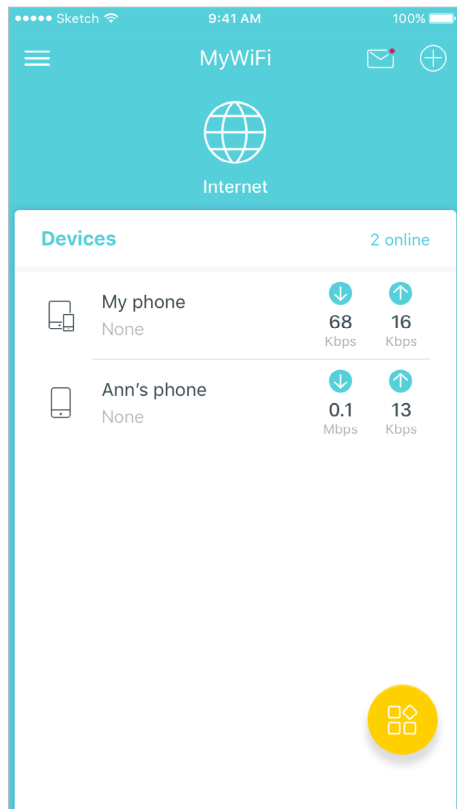 Sketch 9:41 AM 100%
MyWiFi
Internet
Devices 2 online
My phone
None
68 16
Kbps Kbps
Ann's phone
None
0.1 13
Mbps Kbps